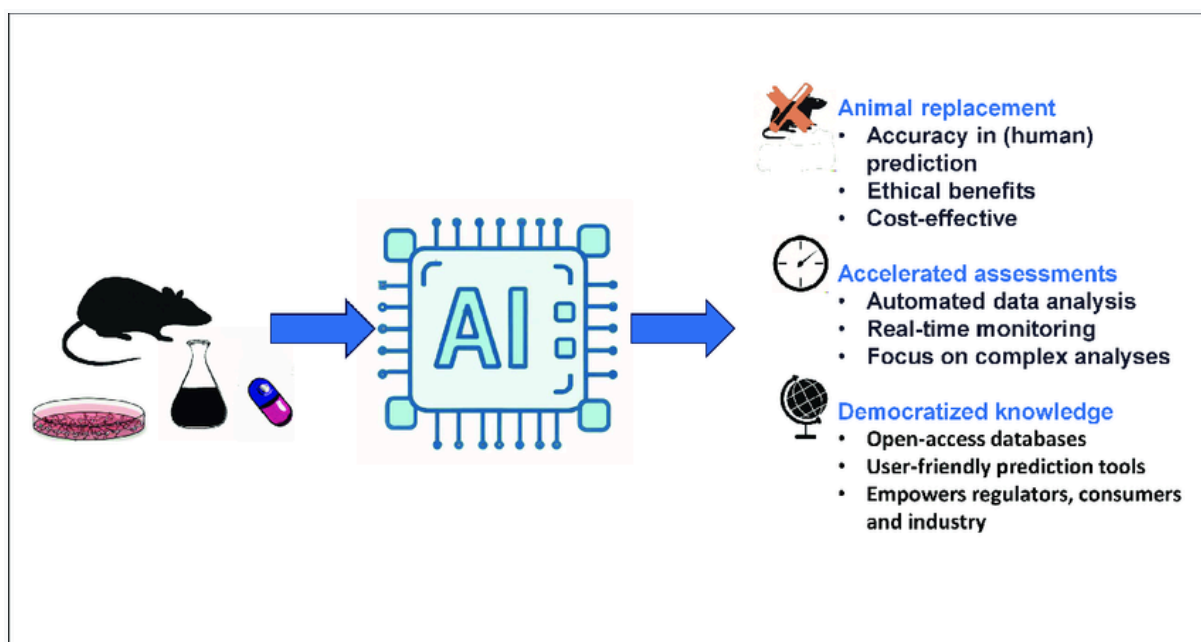 AI
Animal replacement
• Accuracy in (human)
prediction
• Ethical benefits
• Cost-effective
Accelerated assessments
• Automated data analysis
• Real-time monitoring
• Focus on complex analyses
Democratized knowledge
• Open-access databases
• User-friendly prediction tools
• Empowers regulators, consumers
and industry